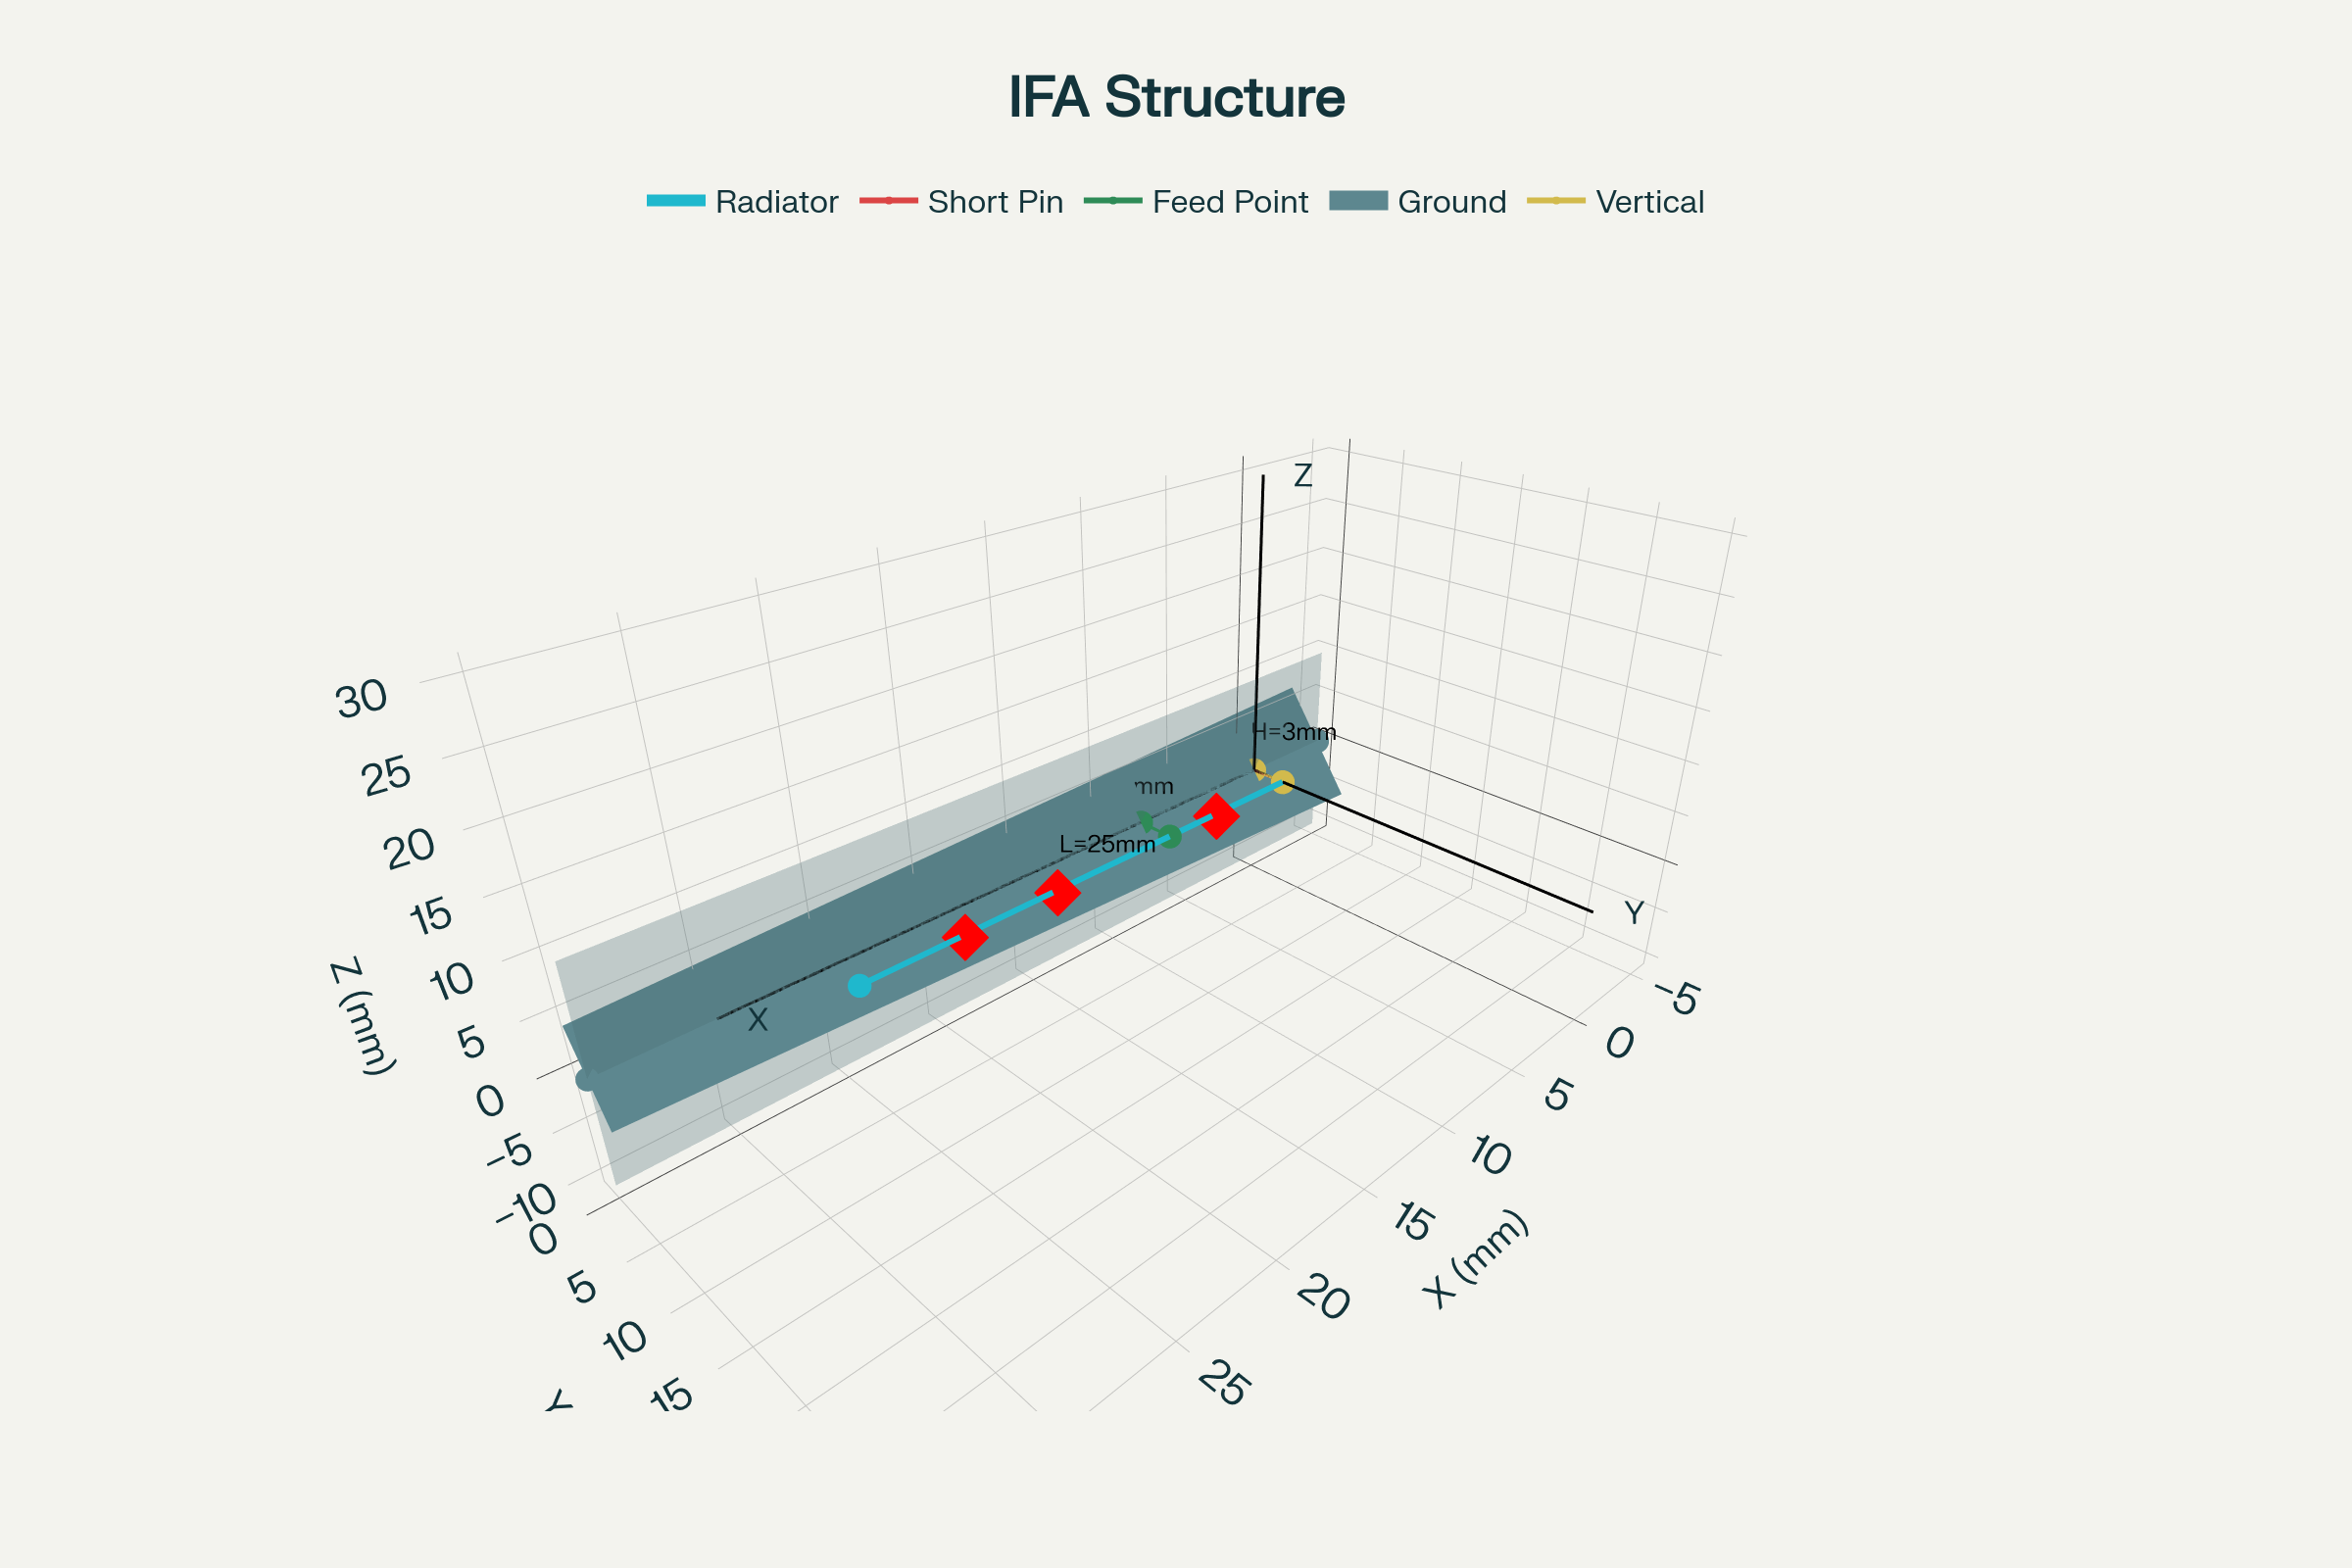 IFA Structure
Radiator Short Pin Feed Point Ground Vertical
Z
H=3mm
mm
L=25mm
X
Y
30
25
20
15
10
5
0
−5
−10
Z (mm)
0
5
10
15
Y
−5
0
5
10
15
20
25
X (mm)